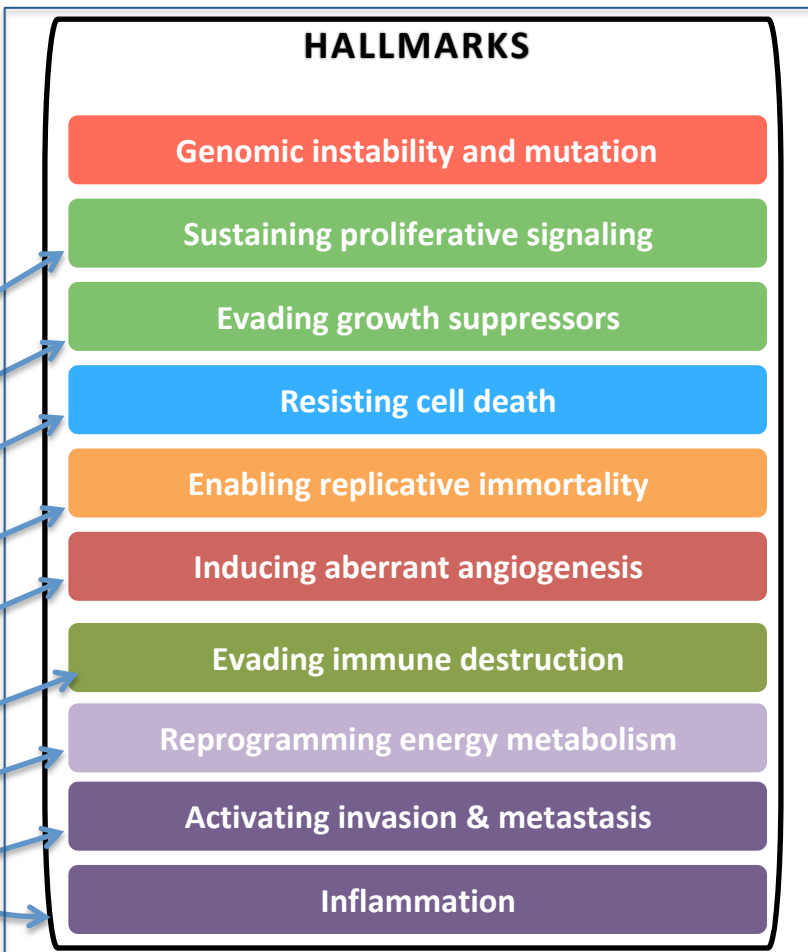 HALLMARKS
Genomic instability and mutation
Sustaining proliferative signaling
Evading growth suppressors
Resisting cell death
Enabling replicative immortality
Inducing aberrant angiogenesis
Evading immune destruction
Reprogramming energy metabolism
Activating invasion & metastasis
Inflammation